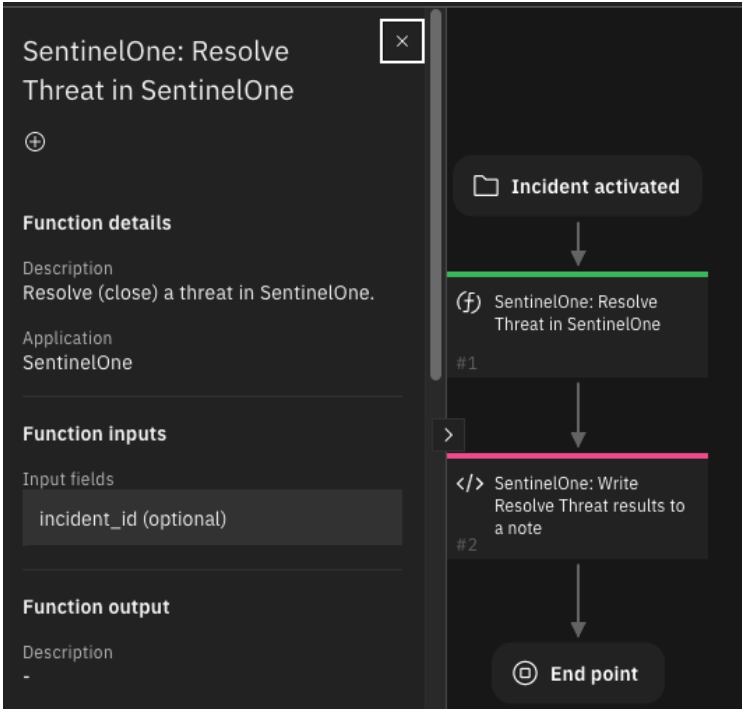 SentinelOne: Resolve
Threat in SentinelOne
Function details
Description
Resolve (close) a threat in SentinelOne.
Application
SentinelOne
Function inputs
Input fields
incident_id (optional)
Function output
Description
-
Incident activated
SentinelOne: Resolve
Threat in SentinelOne
#1
</> SentinelOne: Write
Resolve Threat results to
a note
#2
End point